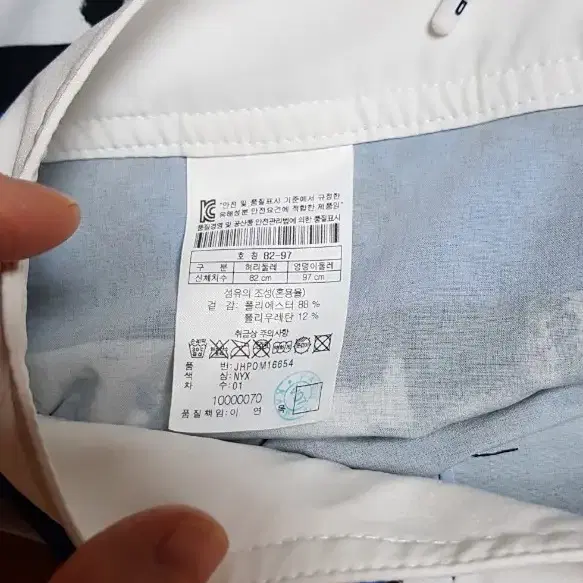 "안전 및 품질표시 기준에서 규정한
유해성분 안전요건에 적합한 제품임"
품질경영 및 공산품 안전관리법에 의한 품질표시
호 칭 82-97
구 분 허리둘레 엉덩이둘레
신체치수 82 cm 97 cm
섬유의 조성(혼용율)
겉 감: 폴리에스터 88 %
폴리우레탄 12 %
취급상 주의사항
품 번: JHPDM16654
색 상: NYX
차 수: 01
10000070
품질책임: 이 연 옥